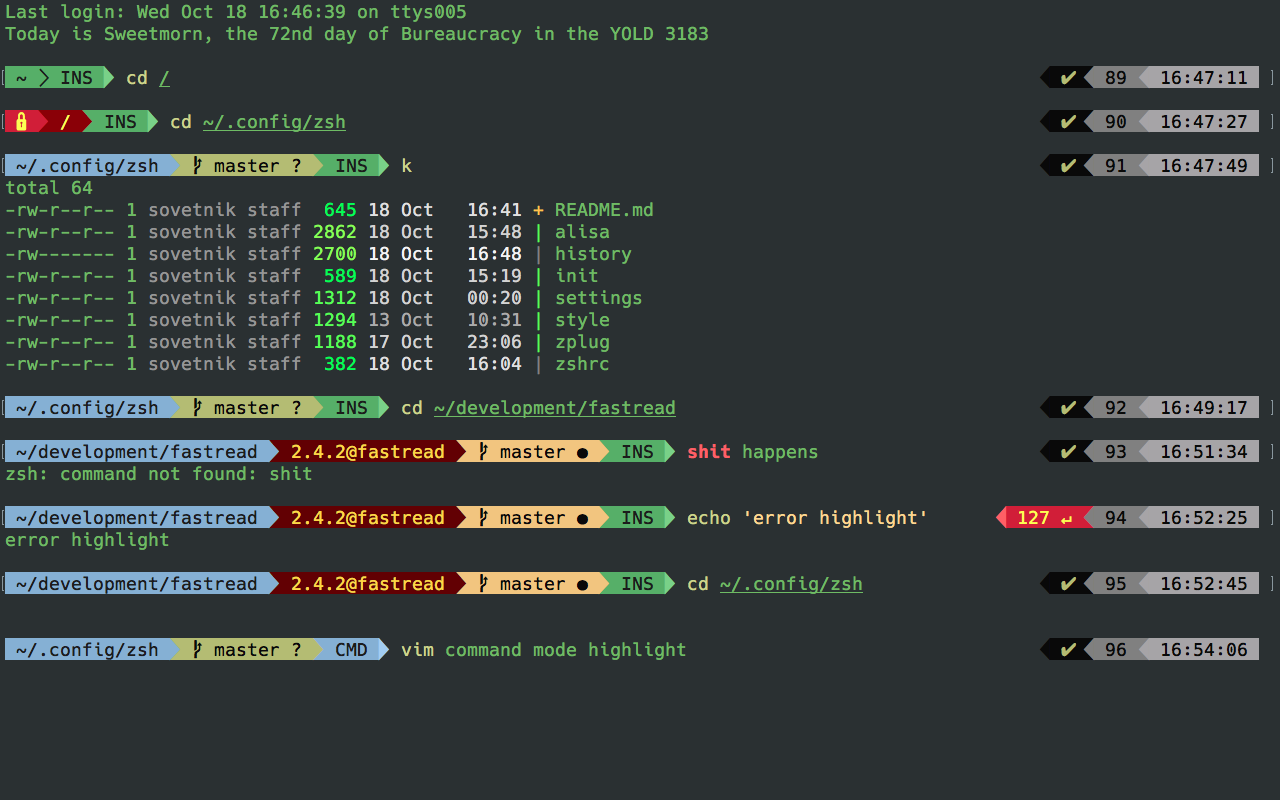 Last login: Wed Oct 18 16:46:39 on ttys005
Today is Sweetmorn, the 72nd day of Bureaucracy in the YOLD 3183
~ INS cd / ✔ 89 16:47:11
/ INS cd ~/.config/zsh ✔ 90 16:47:27
~/.config/zsh master ? INS k ✔ 91 16:47:49
total 64
-rw-r--r-- 1 sovetnik staff 645 18 Oct 16:41 + README.md
-rw-r--r-- 1 sovetnik staff 2862 18 Oct 15:48 | alisa
-rw------- 1 sovetnik staff 2700 18 Oct 16:48 | history
-rw-r--r-- 1 sovetnik staff 589 18 Oct 15:19 | init
-rw-r--r-- 1 sovetnik staff 1312 18 Oct 00:20 | settings
-rw-r--r-- 1 sovetnik staff 1294 13 Oct 10:31 | style
-rw-r--r-- 1 sovetnik staff 1188 17 Oct 23:06 | zplug
-rw-r--r-- 1 sovetnik staff 382 18 Oct 16:04 | zshrc
~/.config/zsh master ? INS cd ~/development/fastread ✔ 92 16:49:17
~/development/fastread 2.4.2@fastread master ● INS shit happens ✔ 93 16:51:34
zsh: command not found: shit
~/development/fastread 2.4.2@fastread master ● INS echo 'error highlight' 127 ↵ 94 16:52:25
error highlight
~/development/fastread 2.4.2@fastread master ● INS cd ~/.config/zsh ✔ 95 16:52:45
~/.config/zsh master ? CMD vim command mode highlight ✔ 96 16:54:06